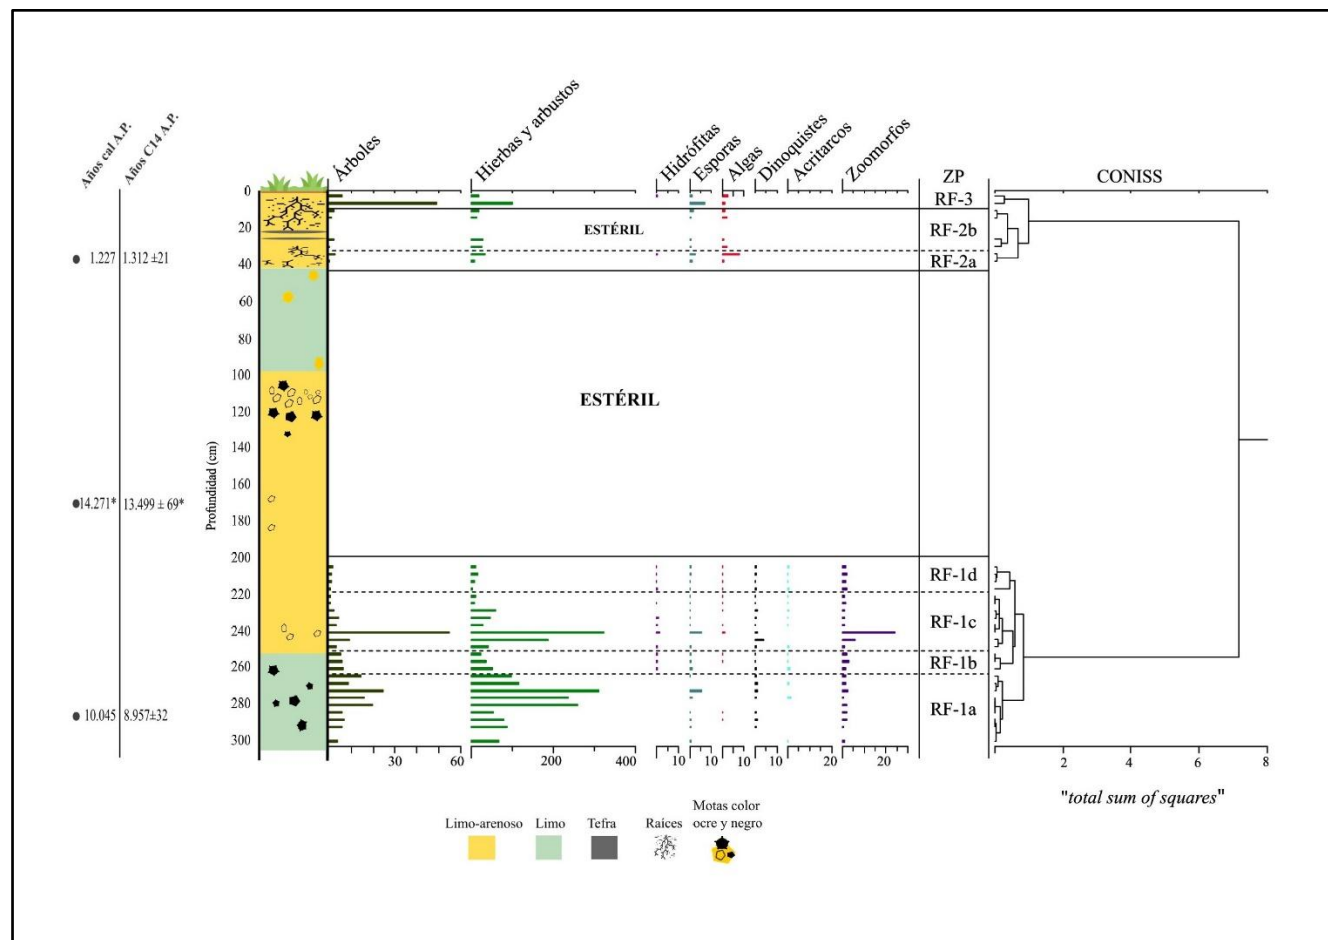 Años cal A.P.
Años C14 A.P.
Árboles
Hierbas y arbustos
Hidrófitas
Esporas
Algas
Dinoquistes
Acritarcos
Zoomorfos
ZP
CONISS
0
20
40
60
80
100
120
140
160
180
200
220
240
260
280
300
Profundidad (cm)
1.227 1.312 ±21
14.271* 13.499 ± 69*
10.045 8.957±32
ESTÉRIL
ESTÉRIL
RF-3
RF-2b
RF-2a
RF-1d
RF-1c
RF-1b
RF-1a
30 60
200 400
10
10
10
10
20
20
2 4 6 8
"total sum of squares"
Limo-arenoso
Limo
Tefra
Raíces
Motas color
ocre y negro